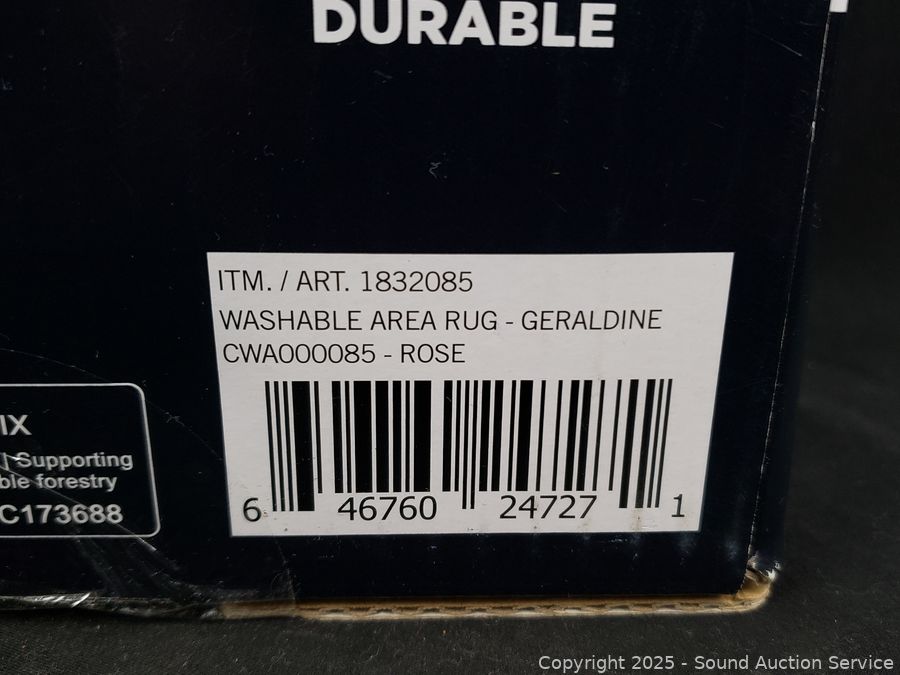 DURABLE
ITM. / ART. 1832085
WASHABLE AREA RUG - GERALDINE
CWA000085 - ROSE
IX
Supporting
ble forestry
C173688
6 46760 24727 1
Copyright 2025 - Sound Auction Service